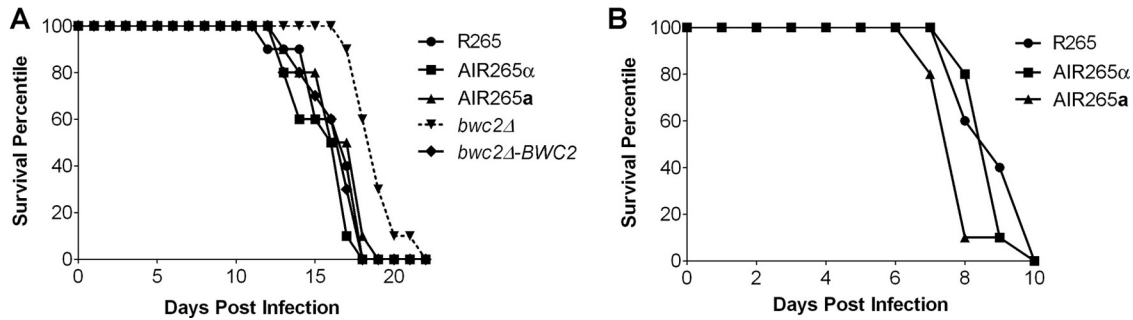 A
Survival Percentile
100
80
60
40
20
0
0 5 10 15 20
Days Post Infection
R265
AIR265α
AIR265a
bwc2Δ
bwc2Δ-BWC2
B
Survival Percentile
100
80
60
40
20
0
0 2 4 6 8 10
Days Post Infection
R265
AIR265α
AIR265a